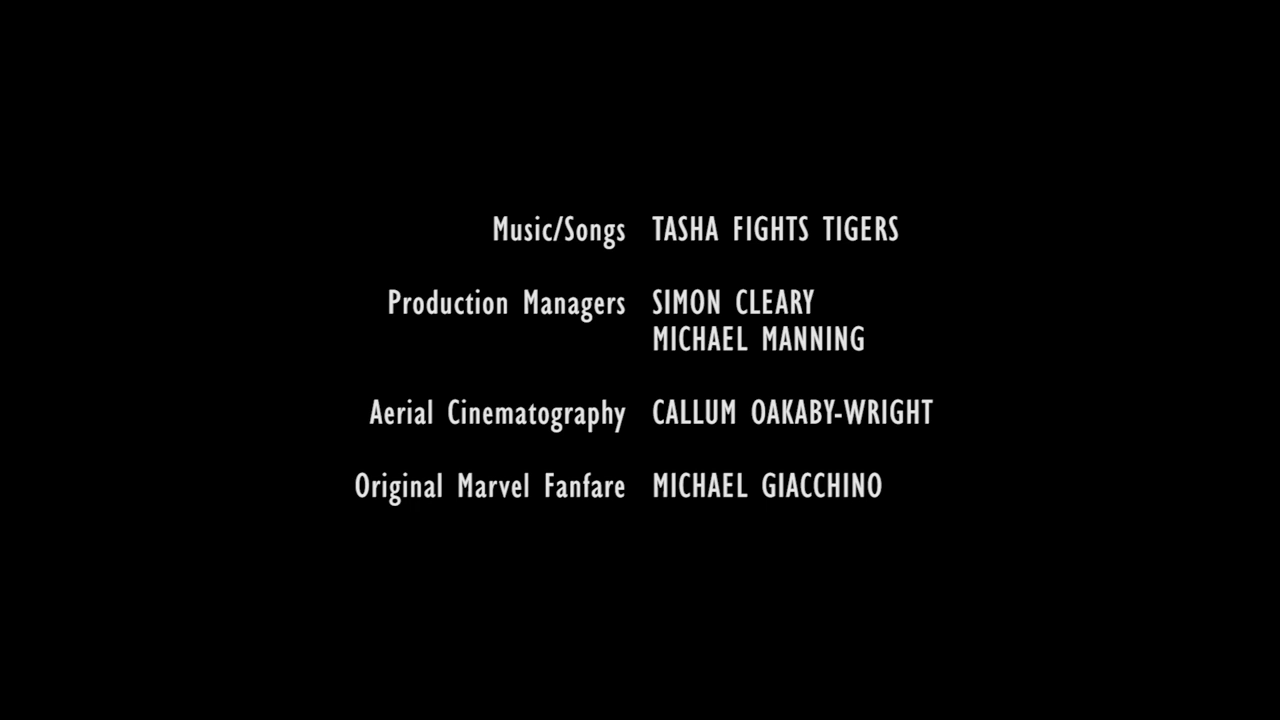 Music/Songs TASHA FIGHTS TIGERS
Production Managers SIMON CLEARY
MICHAEL MANNING
Aerial Cinematography CALLUM OAKABY-WRIGHT
Original Marvel Fanfare MICHAEL GIACCHINO